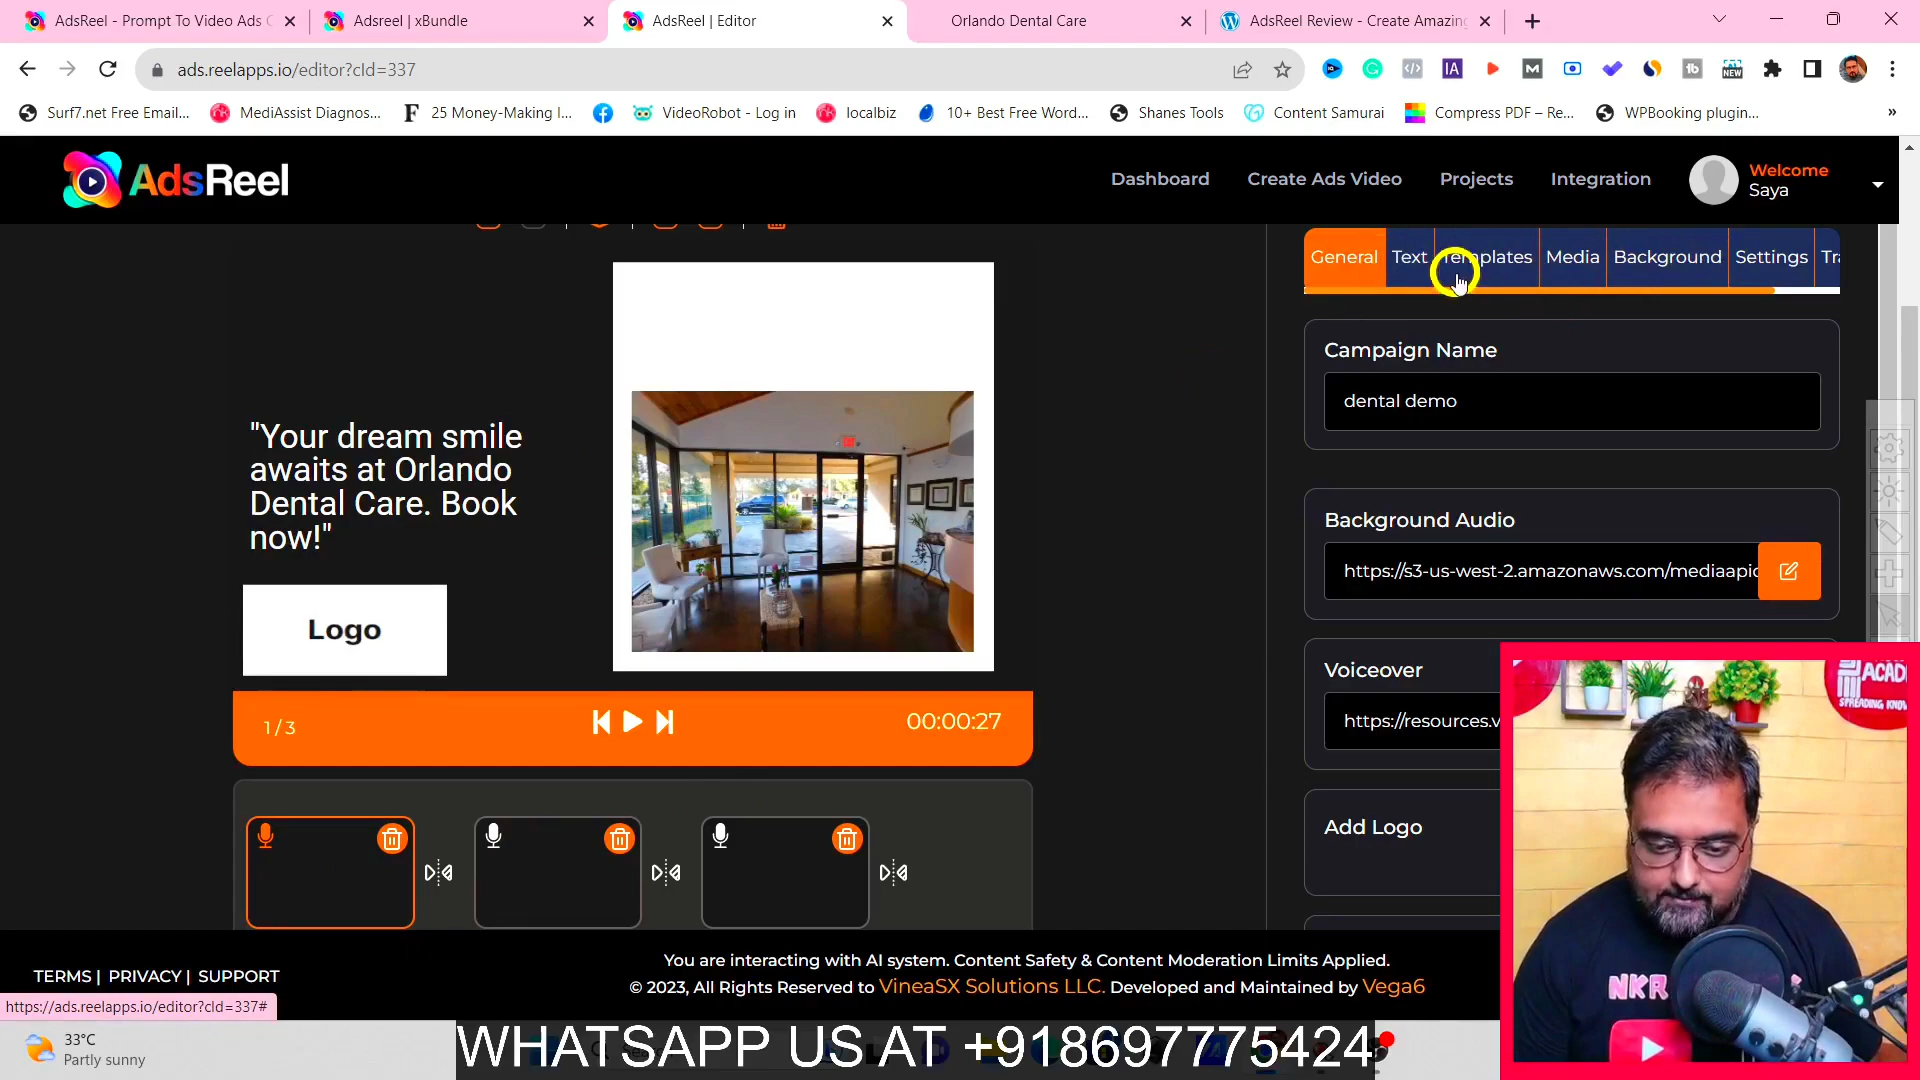 AdsReel - Prompt To Video Ads C
Adsreel | xBundle
AdsReel | Editor
Orlando Dental Care
AdsReel Review - Create Amazing
ads.reelapps.io/editor?cId=337
Surf7.net Free Email...
MediAssist Diagnos...
25 Money-Making I...
VideoRobot - Log in
localbiz
10+ Best Free Word...
Shanes Tools
Content Samurai
Compress PDF – Re...
WPBooking plugin...
»
AdsReel
Dashboard
Create Ads Video
Projects
Integration
Welcome
Saya
General
Text
Templates
Media
Background
Settings
Tra
Campaign Name
dental demo
Background Audio
https://s3-us-west-2.amazonaws.com/mediaapic
Voiceover
https://resources.v
Add Logo
"Your dream smile
awaits at Orlando
Dental Care. Book
now!"
Logo
1 / 3
00:00:27
TERMS | PRIVACY | SUPPORT
You are interacting with AI system. Content Safety & Content Moderation Limits Applied.
© 2023, All Rights Reserved to VineaSX Solutions LLC. Developed and Maintained by Vega6
https://ads.reelapps.io/editor?cId=337#
33°C
Partly sunny
WHATSAPP US AT +918697775424
ACAD
SPREADING KNOW
NKR